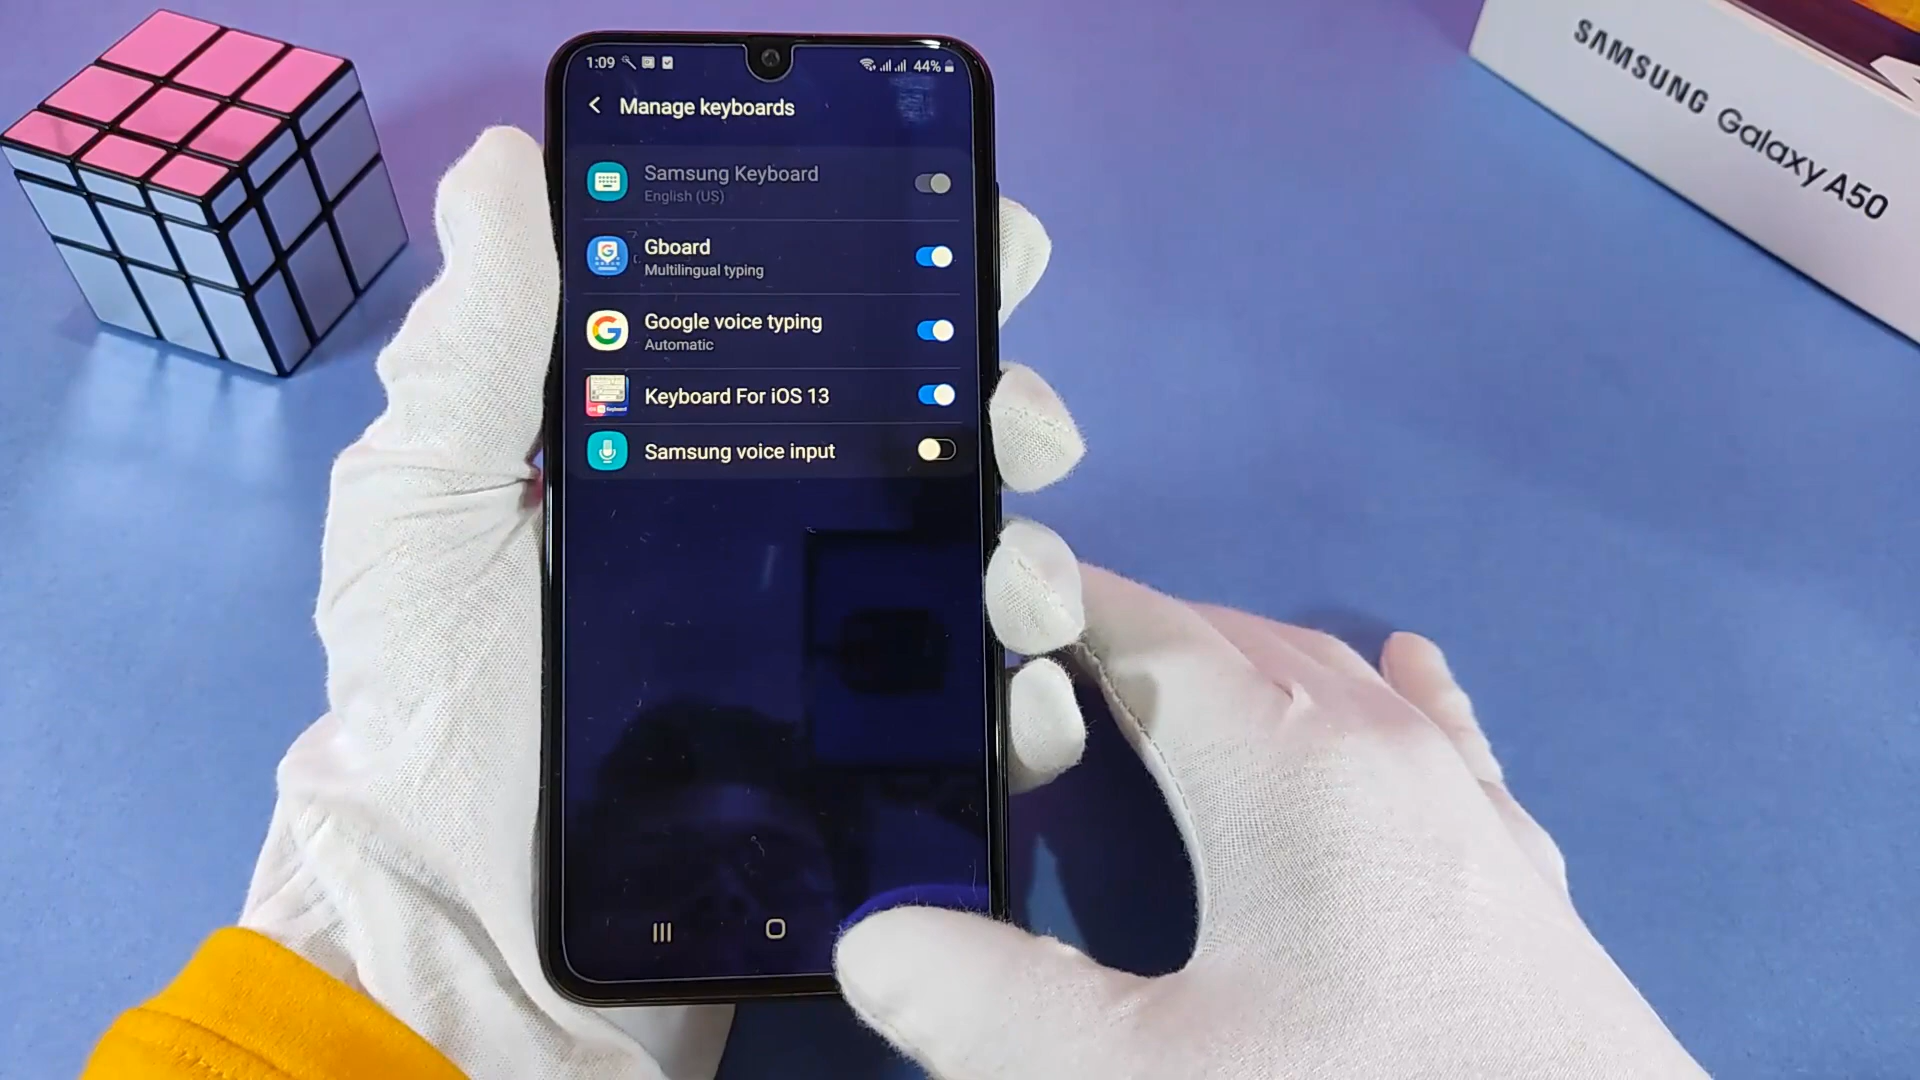 1:09
44%
Manage keyboards
Samsung Keyboard
English (US)
Gboard
Multilingual typing
Google voice typing
Automatic
Keyboard For iOS 13
Samsung voice input
SAMSUNG Galaxy A50